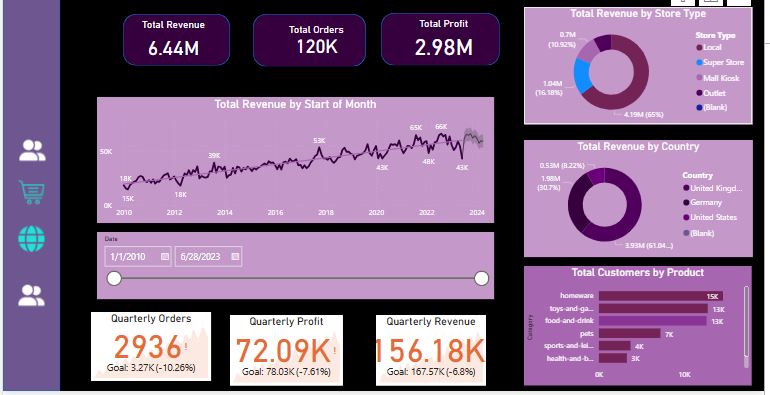 Total Revenue
6.44M
Total Orders
120K
Total Profit
2.98M
Total Revenue by Store Type
0.7M
(10.92%)
1.04M
(16.18%)
4.19M (65%)
Store Type
Local
Super Store
Mall Kiosk
Outlet
(Blank)
Total Revenue by Start of Month
50K
0K
18K
15K
18K
39K
53K
43K
65K
48K
66K
43K
2010
2012
2014
2016
2018
2020
2022
2024
Total Revenue by Country
0.53M (8.22%)
1.98M
(30.7%)
3.93M (61.04...)
Country
United Kingd...
Germany
United States
(Blank)
Date
1/1/2010
6/28/2023
Total Customers by Product
Category
homeware
15K
toys-and-ga...
13K
food-and-drink
13K
pets
7K
sports-and-lei...
4K
health-and-b...
3K
0K
10K
Quarterly Orders
2936!
Goal: 3.27K (-10.26%)
Quarterly Profit
72.09K!
Goal: 78.03K (-7.61%)
Quarterly Revenue
156.18K
Goal: 167.57K (-6.8%)